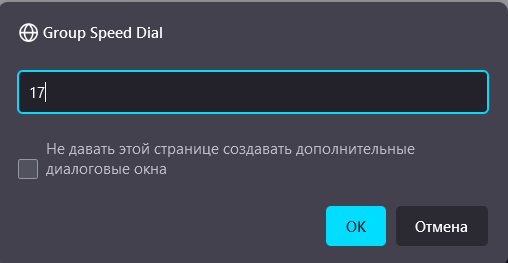 Group Speed Dial
17
Не давать этой странице создавать дополнительные
диалоговые окна
OK
Отмена